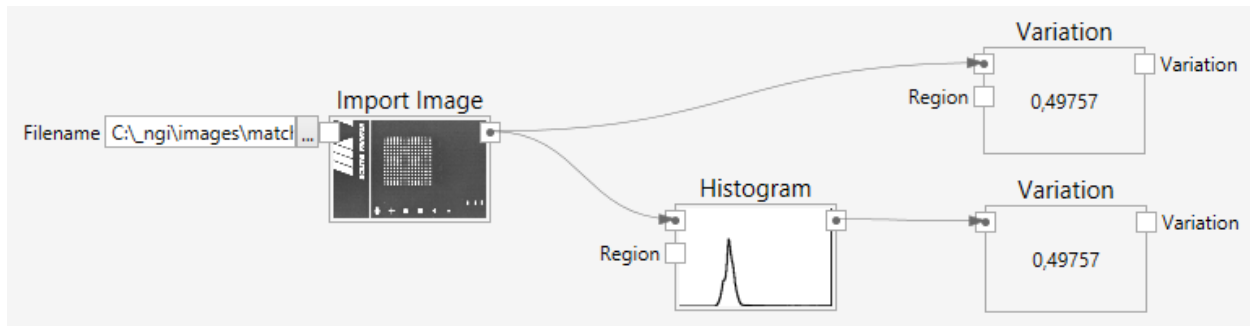 Variation
Variation
Region
0,49757
Import Image
Filename
C:\_ngi\images\matcl
...
Histogram
Region
Variation
Variation
0,49757